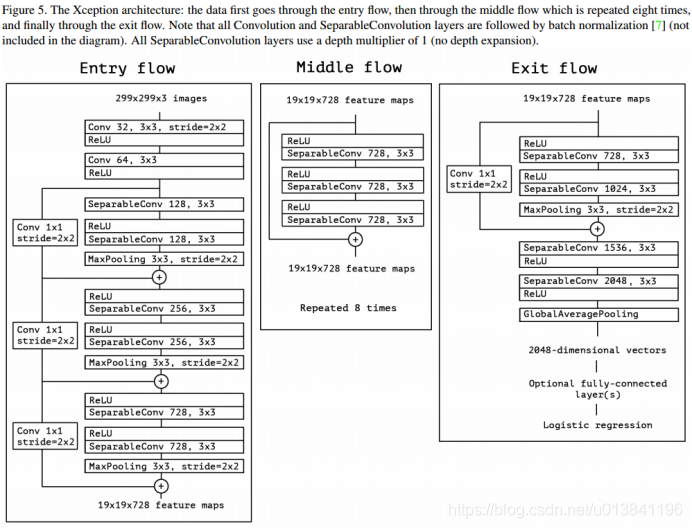 Figure 5. The Xception architecture: the data first goes through the entry flow, then through the middle flow which is repeated eight times,
and finally through the exit flow. Note that all Convolution and SeparableConvolution layers are followed by batch normalization [7] (not
included in the diagram). All SeparableConvolution layers use a depth multiplier of 1 (no depth expansion).
Entry flow
299x299x3 images
Conv 32, 3x3, stride=2x2
ReLU
Conv 64, 3x3
ReLU
SeparableConv 128, 3x3
Conv 1x1
stride=2x2
ReLU
SeparableConv 128, 3x3
MaxPooling 3x3, stride=2x2
+
ReLU
SeparableConv 256, 3x3
Conv 1x1
stride=2x2
ReLU
SeparableConv 256, 3x3
MaxPooling 3x3, stride=2x2
+
ReLU
SeparableConv 728, 3x3
Conv 1x1
stride=2x2
ReLU
SeparableConv 728, 3x3
MaxPooling 3x3, stride=2x2
+
19x19x728 feature maps
Middle flow
19x19x728 feature maps
ReLU
SeparableConv 728, 3x3
ReLU
SeparableConv 728, 3x3
ReLU
SeparableConv 728, 3x3
+
19x19x728 feature maps
Repeated 8 times
Exit flow
19x19x728 feature maps
ReLU
SeparableConv 728, 3x3
Conv 1x1
stride=2x2
ReLU
SeparableConv 1024, 3x3
MaxPooling 3x3, stride=2x2
+
SeparableConv 1536, 3x3
ReLU
SeparableConv 2048, 3x3
ReLU
GlobalAveragePooling
2048-dimensional vectors
Optional fully-connected
layer(s)
Logistic regression
https://blog.csdn.net/u013841196